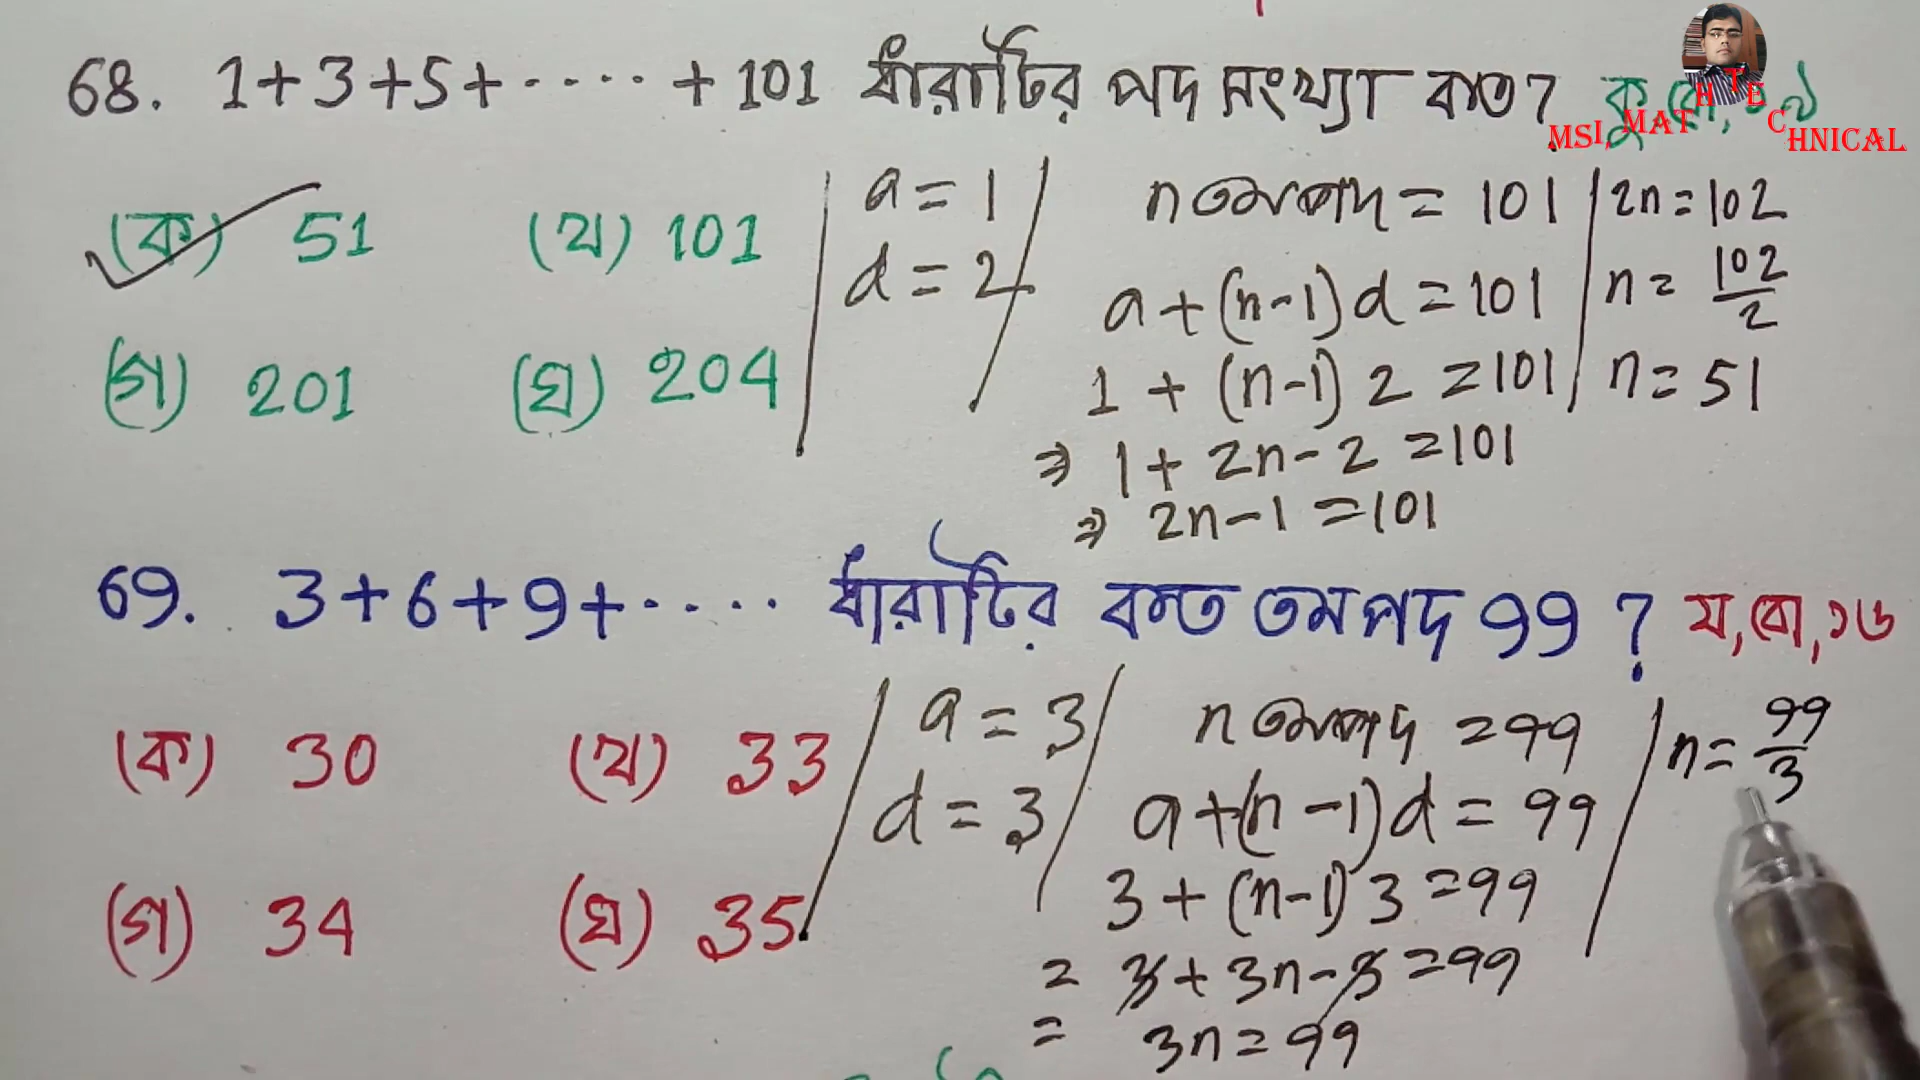 68. 1+3+5+..... +101 ধারাটির পদ সংখ্যা কত?
MSI, MATH TECHNICAL
(ক) 51 (খ) 101
(গ) 201 (ঘ) 204
a = 1
d = 2
n তম পদ = 101
a + (n-1) d = 101
1 + (n-1) 2 = 101
⇒ 1 + 2n - 2 = 101
⇒ 2n - 1 = 101
2n = 102
n = 102/2
n = 51
69. 3+6+9+..... ধারাটির কত তম পদ 99? য, বো, ১৬
(ক) 30 (খ) 33
(গ) 34 (ঘ) 35
a = 3
d = 3
n তম পদ = 99
a + (n-1) d = 99
3 + (n-1) 3 = 99
= 3 + 3n - 3 = 99
= 3n = 99
n = 99/3